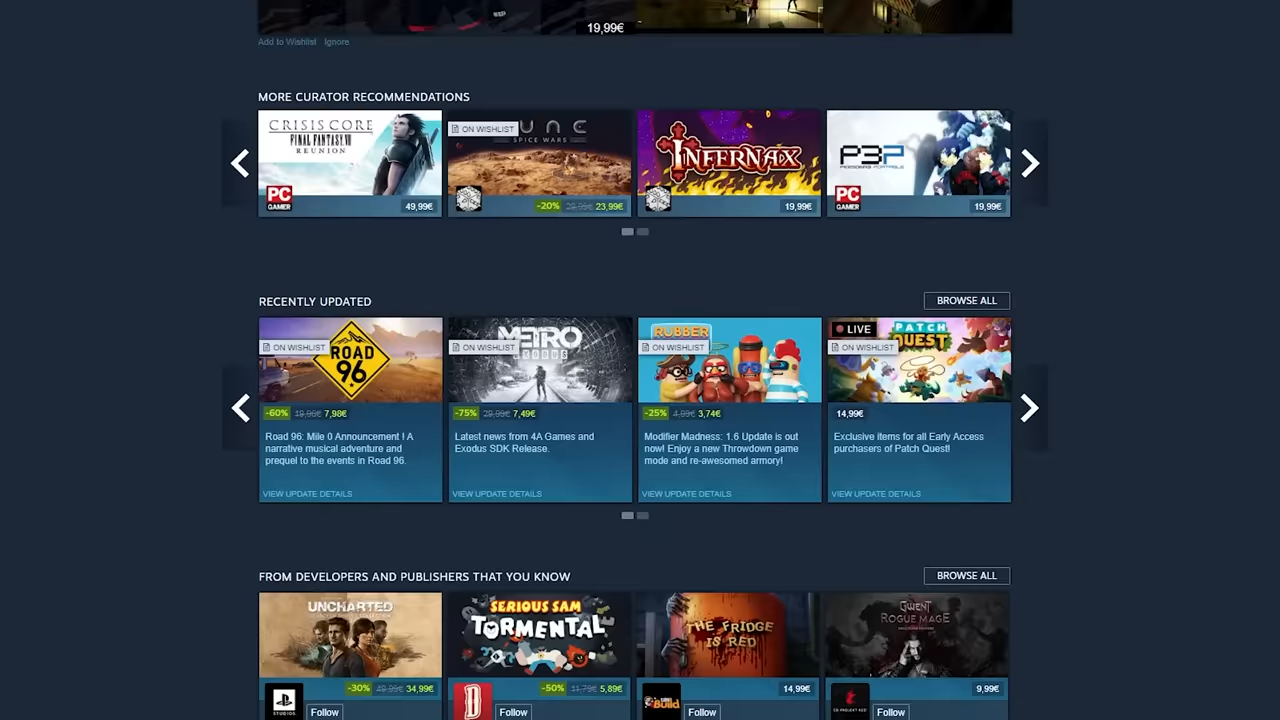 19,99€
Add to Wishlist Ignore
MORE CURATOR RECOMMENDATIONS
CRISIS CORE
FINAL FANTASY VII
REUNION
PC
GAMER
49,99€
ON WISHLIST
UNE
SPICE WARS
-20% 29,99€ 23,99€
INFERNAX
19,99€
P3P
PC
GAMER
19,99€
RECENTLY UPDATED
BROWSE ALL
ON WISHLIST
ROAD
96
-60% 19,96€ 7,98€
Road 96: Mile 0 Announcement ! A
narrative musical adventure and
prequel to the events in Road 96.
VIEW UPDATE DETAILS
METRO
EXODUS
ON WISHLIST
-75% 29,99€ 7,49€
Latest news from 4A Games and
Exodus SDK Release.
VIEW UPDATE DETAILS
RUBBER
ON WISHLIST
-25% 4,99€ 3,74€
Modifier Madness: 1.6 Update is out
now! Enjoy a new Throwdown game
mode and re-awesomed armory!
VIEW UPDATE DETAILS
LIVE
PATCH
QUEST
ON WISHLIST
14,99€
Exclusive items for all Early Access
purchasers of Patch Quest!
VIEW UPDATE DETAILS
FROM DEVELOPERS AND PUBLISHERS THAT YOU KNOW
BROWSE ALL
UNCHARTED
-30% 49,99€ 34,99€
STUDIOS
Follow
SERIOUS SAM
TORMENTAL
-50% 11,79€ 5,89€
Follow
THE FRIDGE
IS RED
14,99€
Build
Follow
GWENT
ROGUE MAGE
9,99€
CD PROJEKT RED
Follow